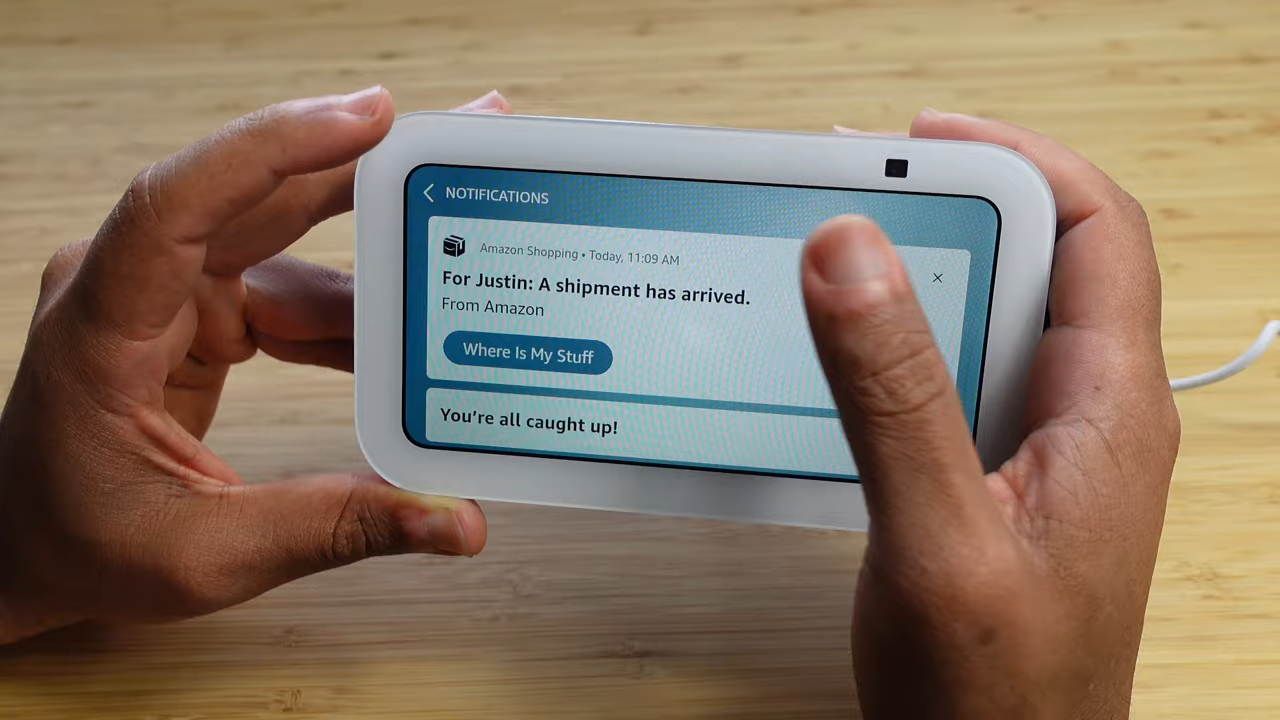 NOTIFICATIONS
Amazon Shopping • Today, 11:09 AM
For Justin: A shipment has arrived.
From Amazon
Where Is My Stuff
You’re all caught up!